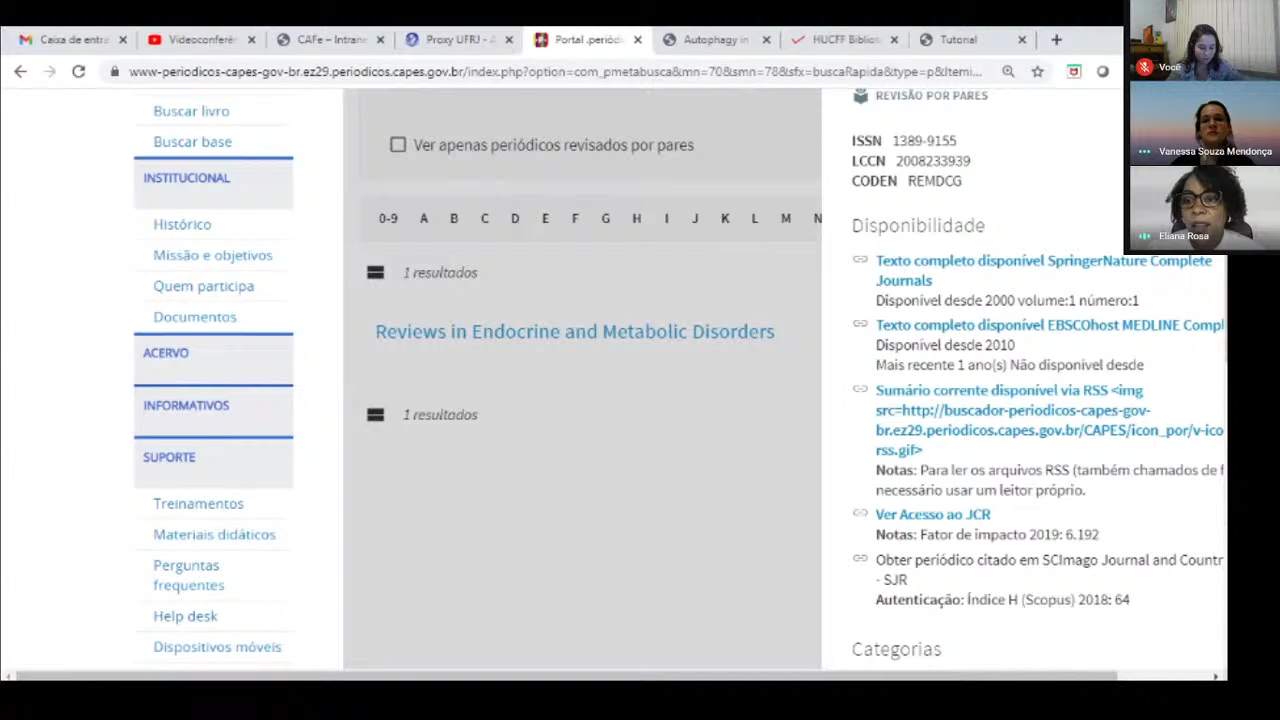 Caixa de entra
Videoconferên
CAFe – Intrane
Proxy UFRJ - A
Portal .periódi
Autophagy in
HUCFF Bibliot
Tutorial
www-periodicos-capes-gov-br.ez29.periodicos.capes.gov.br/index.php?option=com_pmetabusca&mn=70&smn=78&sfx=buscaRapida&type=p&Itemi...
Você
Vanessa Souza Mendonça
Eliana Rosa
Buscar livro
Buscar base
INSTITUCIONAL
Histórico
Missão e objetivos
Quem participa
Documentos
ACERVO
INFORMATIVOS
SUPORTE
Treinamentos
Materiais didáticos
Perguntas
frequentes
Help desk
Dispositivos móveis
Ver apenas periódicos revisados por pares
0-9 A B C D E F G H I J K L M N
1 resultados
Reviews in Endocrine and Metabolic Disorders
1 resultados
REVISÃO POR PARES
ISSN 1389-9155
LCCN 2008233939
CODEN REMDCG
Disponibilidade
Texto completo disponível SpringerNature Complete
Journals
Disponível desde 2000 volume:1 número:1
Texto completo disponível EBSCOhost MEDLINE Compl
Disponível desde 2010
Mais recente 1 ano(s) Não disponível desde
Sumário corrente disponível via RSS <img
src=http://buscador-periodicos-capes-gov-
br.ez29.periodicos.capes.gov.br/CAPES/icon_por/v-ico
rss.gif>
Notas: Para ler os arquivos RSS (também chamados de f
necessário usar um leitor próprio.
Ver Acesso ao JCR
Notas: Fator de impacto 2019: 6.192
Obter periódico citado em SCImago Journal and Countr
- SJR
Autenticação: Índice H (Scopus) 2018: 64
Categorias